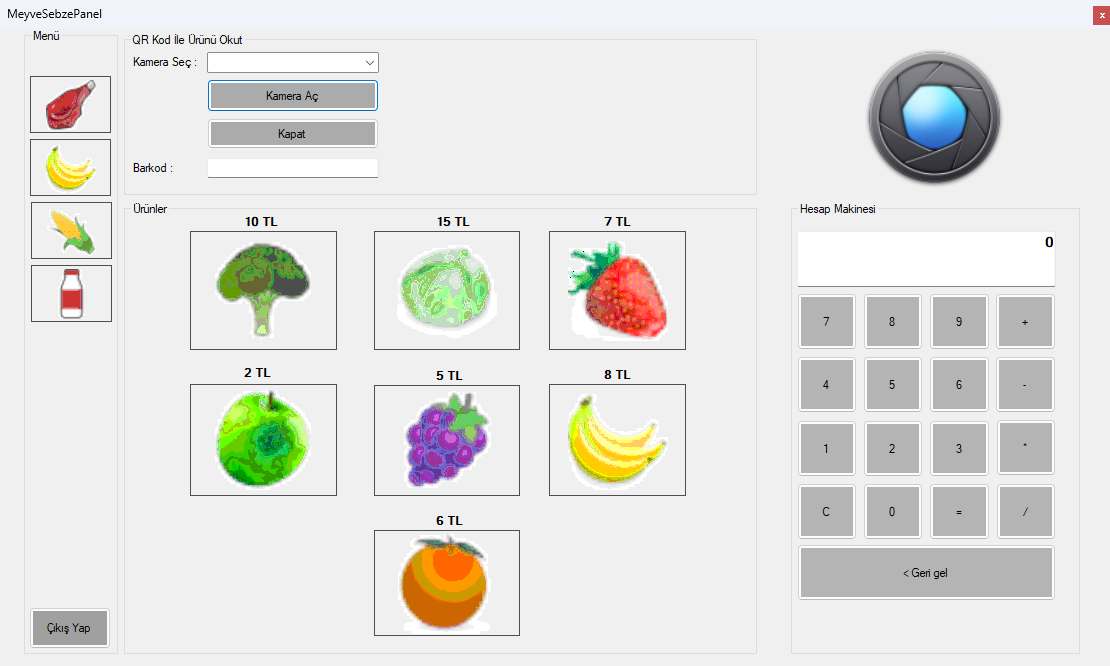 MeyveSebzePanel
x
Menü
Çıkış Yap
QR Kod İle Ürünü Okut
Kamera Seç :
Kamera Aç
Kapat
Barkod :
Ürünler
10 TL 15 TL 7 TL
2 TL 5 TL 8 TL
6 TL
Hesap Makinesi
0
7 8 9 +
4 5 6 -
1 2 3 *
C 0 = /
< Geri gel